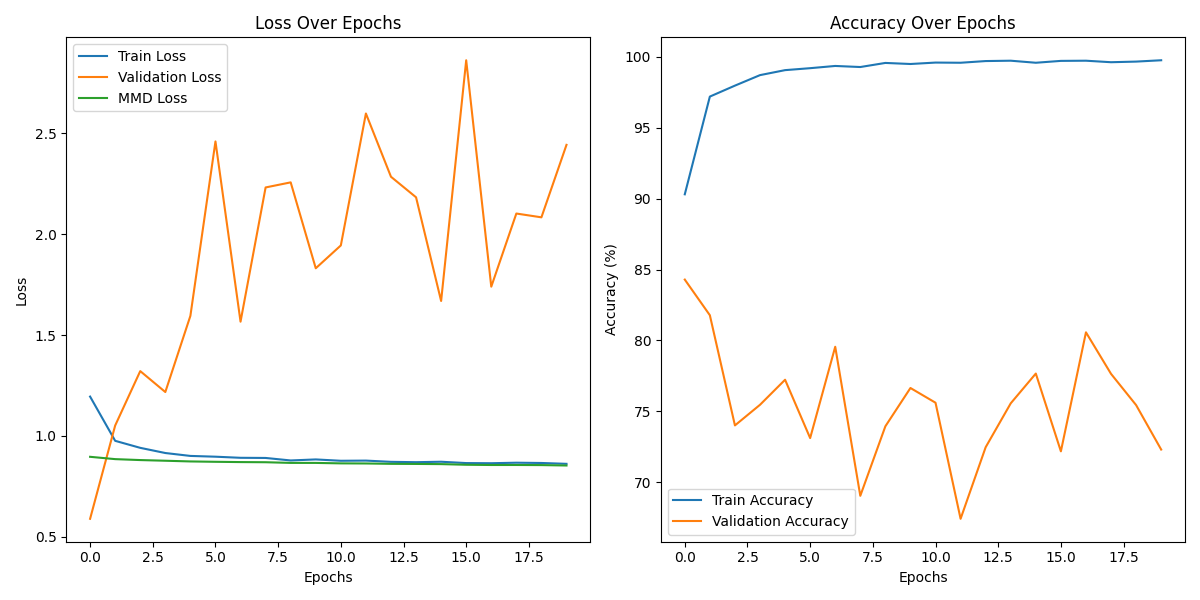 Loss Over Epochs
Train Loss
Validation Loss
MMD Loss
2.5
2.0
1.5
1.0
0.5
Loss
0.0 2.5 5.0 7.5 10.0 12.5 15.0 17.5
Epochs
Accuracy Over Epochs
100
95
90
85
80
75
70
Accuracy (%)
Train Accuracy
Validation Accuracy
0.0 2.5 5.0 7.5 10.0 12.5 15.0 17.5
Epochs